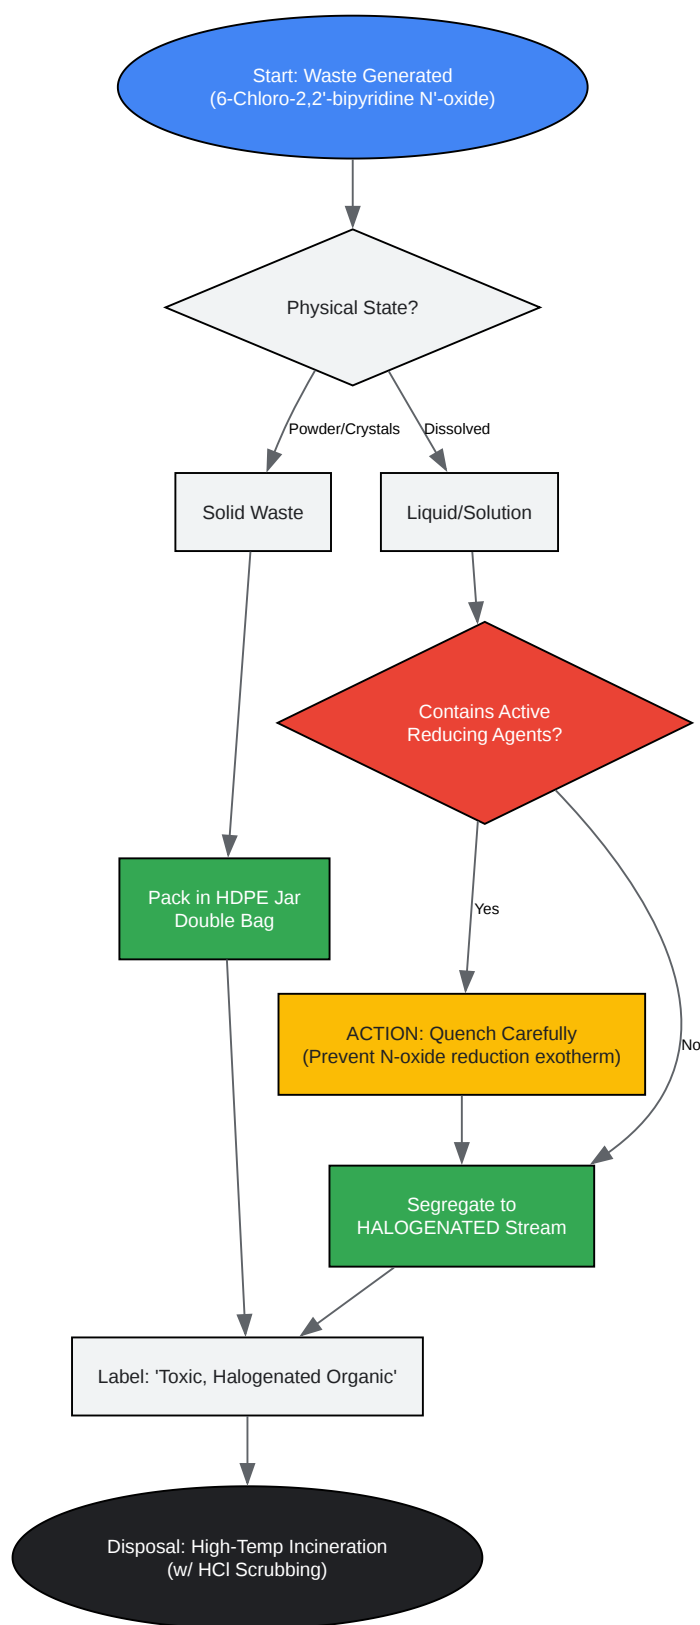 Start: Waste Generated
(6-Chloro-2,2'-bipyridine N'-oxide)
Physical State?
Powder/Crystals
Dissolved
Solid Waste
Liquid/Solution
Contains Active
Reducing Agents?
Pack in HDPE Jar
Double Bag
Yes
ACTION: Quench Carefully
(Prevent N-oxide reduction exotherm)
No
Segregate to
HALOGENATED Stream
Label: 'Toxic, Halogenated Organic'
Disposal: High-Temp Incineration
(w/ HCl Scrubbing)